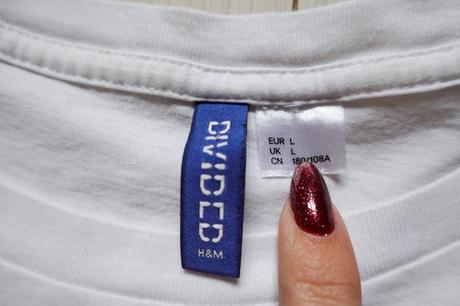 DIVIDED
H&M
EUR L
UK L
CN 180/108A